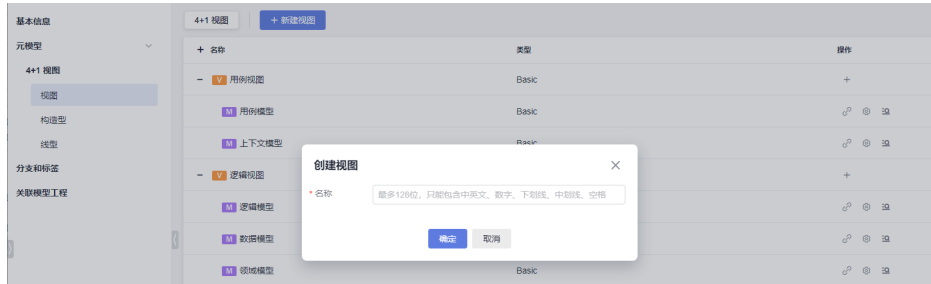 基本信息
元模型
4+1 视图
视图
构造型
线型
分支和标签
关联模型工程
4+1 视图
+ 新建视图
+ 名称 类型 操作
− V 用例视图 Basic +
M 用例模型 Basic
M 上下文模型 Basic
− V 逻辑视图 +
M 逻辑模型
M 数据模型
M 领域模型 Basic
创建视图
* 名称 最多128位，只能包含中英文、数字、下划线、中划线、空格
确定 取消